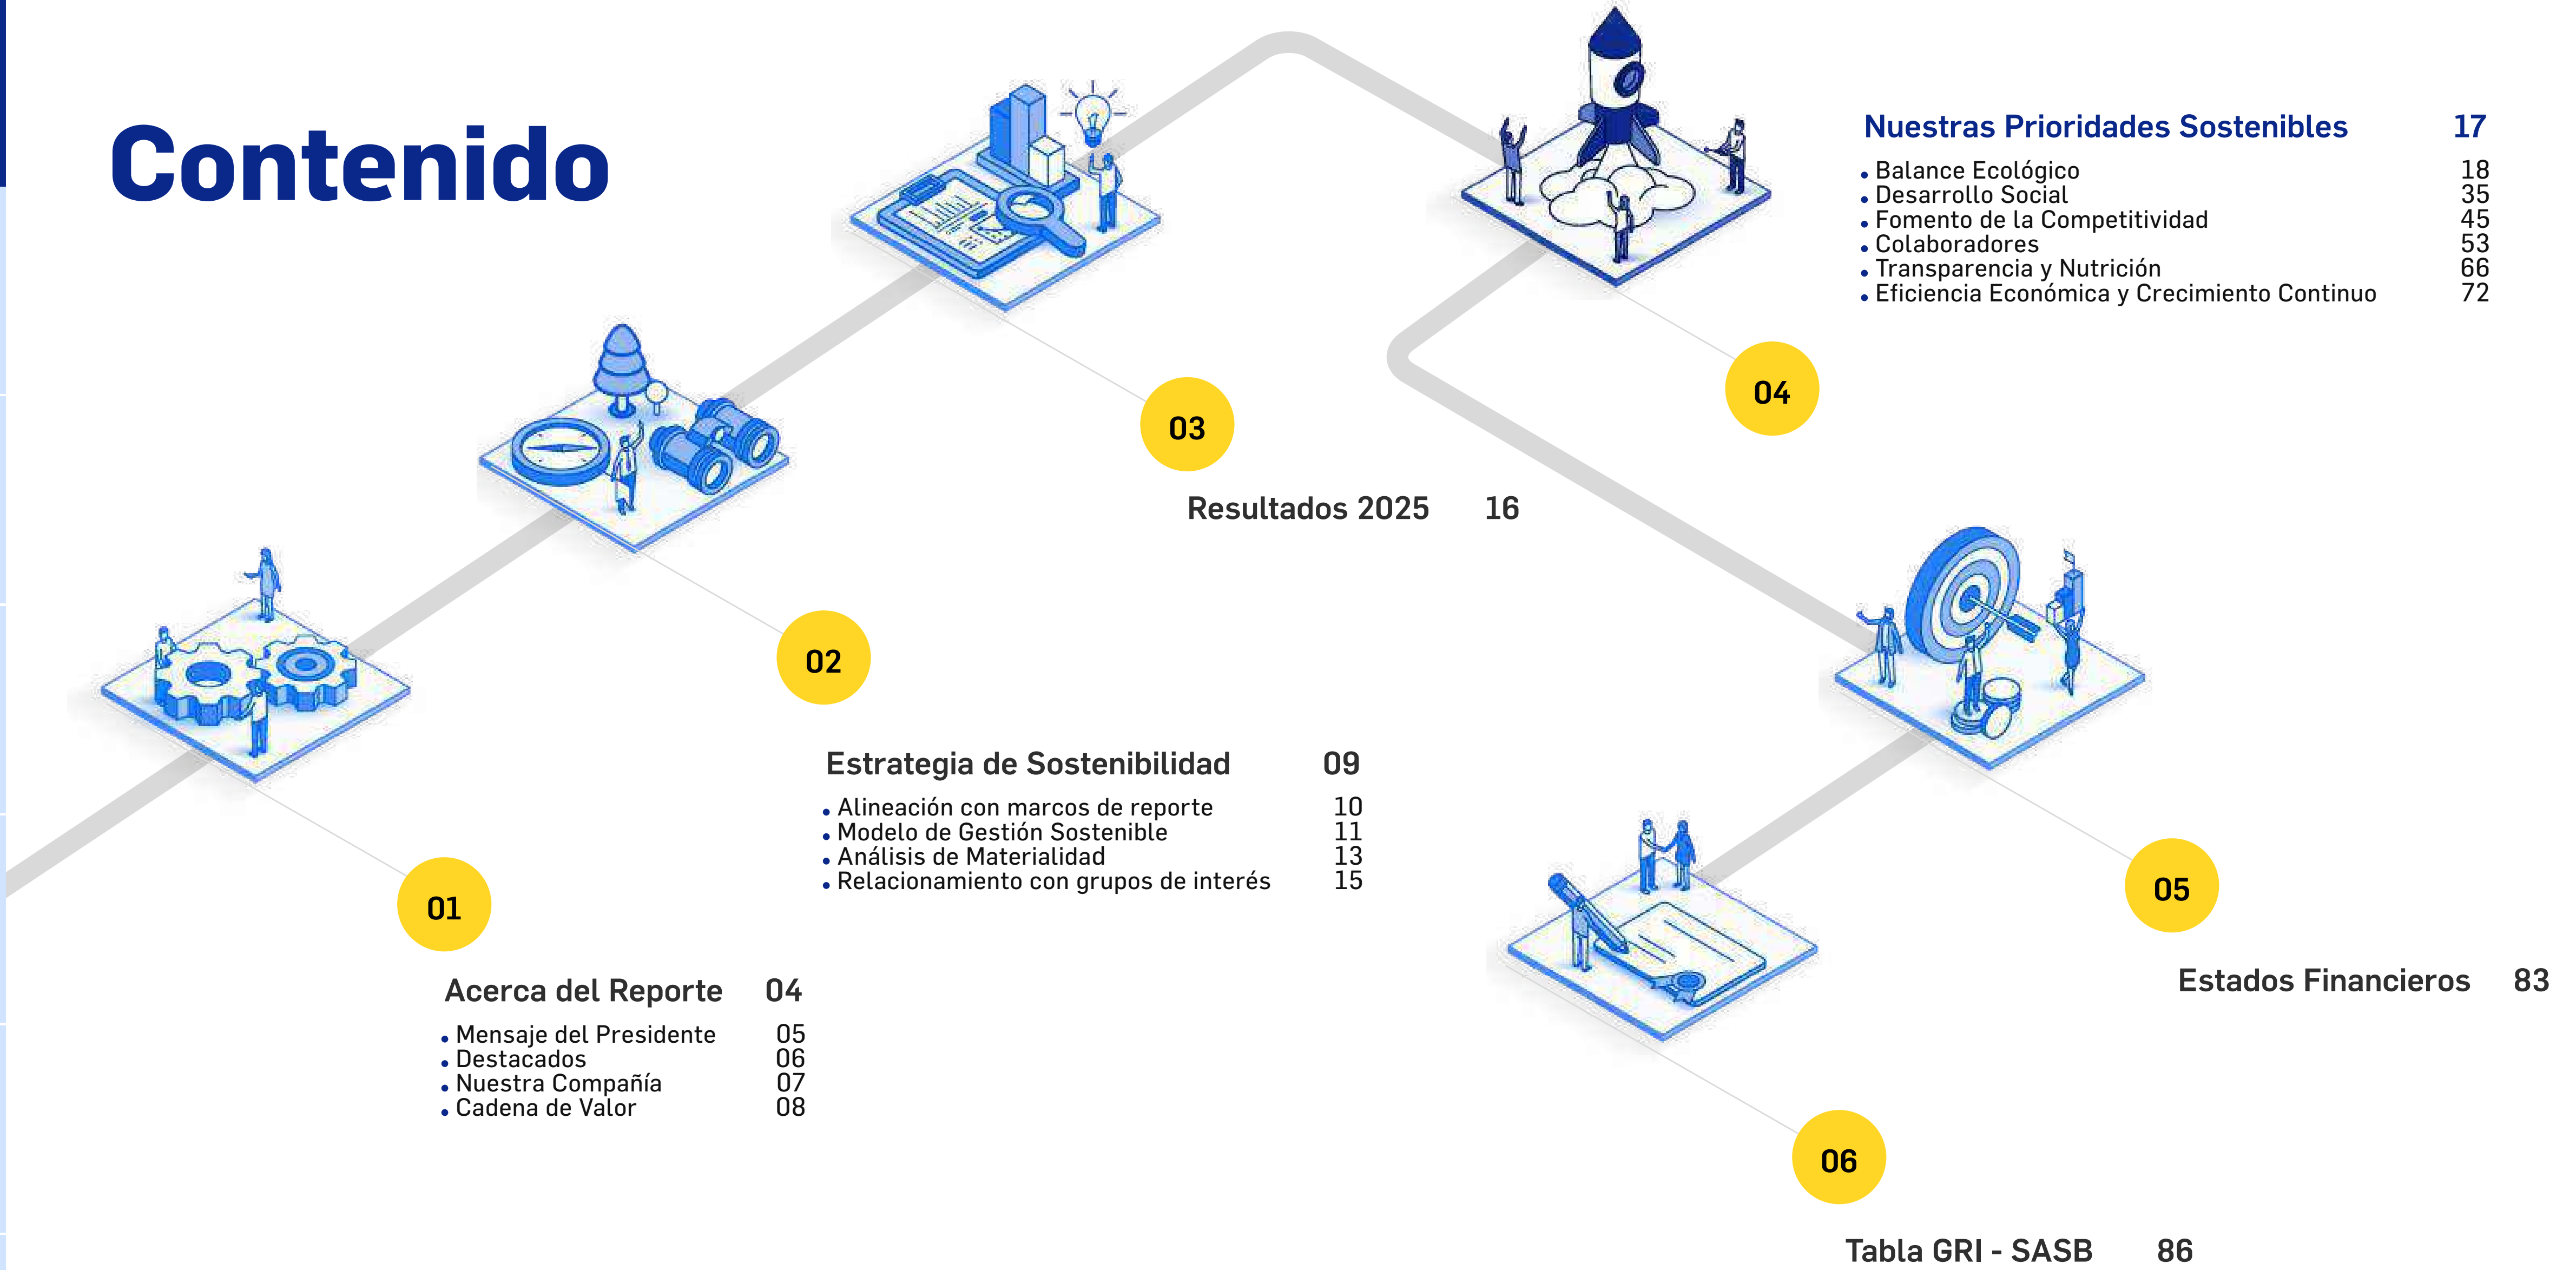 Contenido
01
Acerca del Reporte 04
• Mensaje del Presidente 05
• Destacados 06
• Nuestra Compañía 07
• Cadena de Valor 08
02
Estrategia de Sostenibilidad 09
• Alineación con marcos de reporte 10
• Modelo de Gestión Sostenible 11
• Análisis de Materialidad 13
• Relacionamiento con grupos de interés 15
03
Resultados 2025 16
04
Nuestras Prioridades Sostenibles 17
• Balance Ecológico 18
• Desarrollo Social 35
• Fomento de la Competitividad 45
• Colaboradores 53
• Transparencia y Nutrición 66
• Eficiencia Económica y Crecimiento Continuo 72
05
Estados Financieros 83
06
Tabla GRI - SASB 86